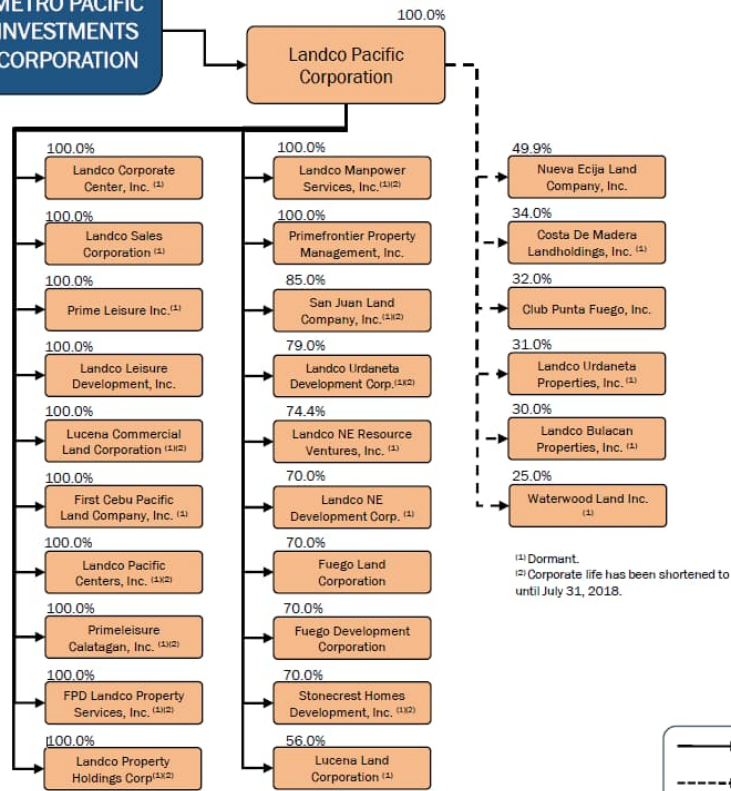 METRO PACIFIC
INVESTMENTS
CORPORATION
100.0%
Landco Pacific
Corporation
100.0%
Landco Corporate
Center, Inc. (1)
100.0%
Landco Sales
Corporation (1)
100.0%
Prime Leisure Inc.(1)
100.0%
Landco Leisure
Development, Inc.
100.0%
Lucena Commercial
Land Corporation (1)(2)
100.0%
First Cebu Pacific
Land Company, Inc. (1)
100.0%
Landco Pacific
Centers, Inc. (1)(2)
100.0%
Primeleisure
Calatagan, Inc. (1)(2)
100.0%
FPD Landco Property
Services, Inc. (1)(2)
100.0%
Landco Property
Holdings Corp(1)(2)
100.0%
Landco Manpower
Services, Inc.(1)(2)
100.0%
Primefrontier Property
Management, Inc.
85.0%
San Juan Land
Company, Inc.(1)(2)
79.0%
Landco Urdaneta
Development Corp.(1)(2)
74.4%
Landco NE Resource
Ventures, Inc. (1)
70.0%
Landco NE
Development Corp. (1)
70.0%
Fuego Land
Corporation
70.0%
Fuego Development
Corporation
70.0%
Stonecrest Homes
Development, Inc. (1)(2)
56.0%
Lucena Land
Corporation (1)
49.9%
Nueva Ecija Land
Company, Inc.
34.0%
Costa De Madera
Landholdings, Inc. (1)
32.0%
Club Punta Fuego, Inc.
31.0%
Landco Urdaneta
Properties, Inc. (1)
30.0%
Landco Bulacan
Properties, Inc. (1)
25.0%
Waterwood Land Inc.
(1)
(1) Dormant.
(2) Corporate life has been shortened to
until July 31, 2018.